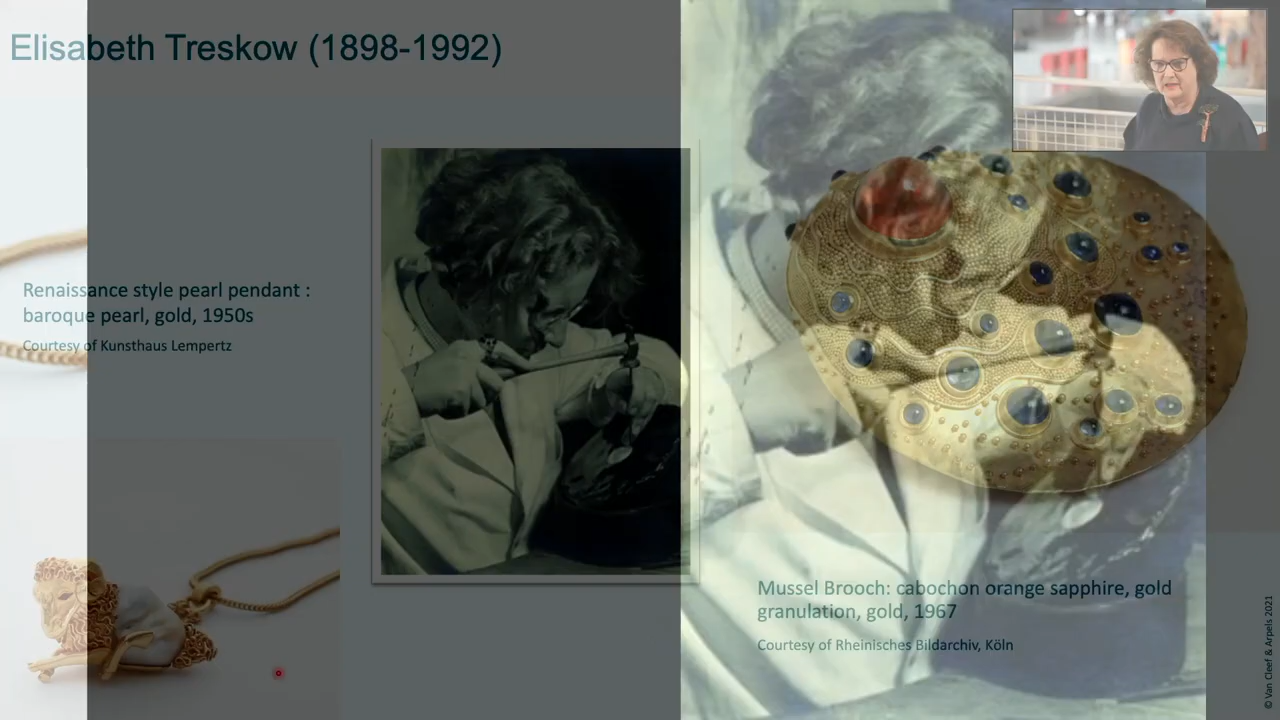 Elisabeth Treskow (1898-1992)
Renaissance style pearl pendant :
baroque pearl, gold, 1950s
Courtesy of Kunsthaus Lempertz
Mussel Brooch: cabochon orange sapphire, gold
granulation, gold, 1967
Courtesy of Rheinisches Bildarchiv, Köln
© Van Cleef & Arpels 2021